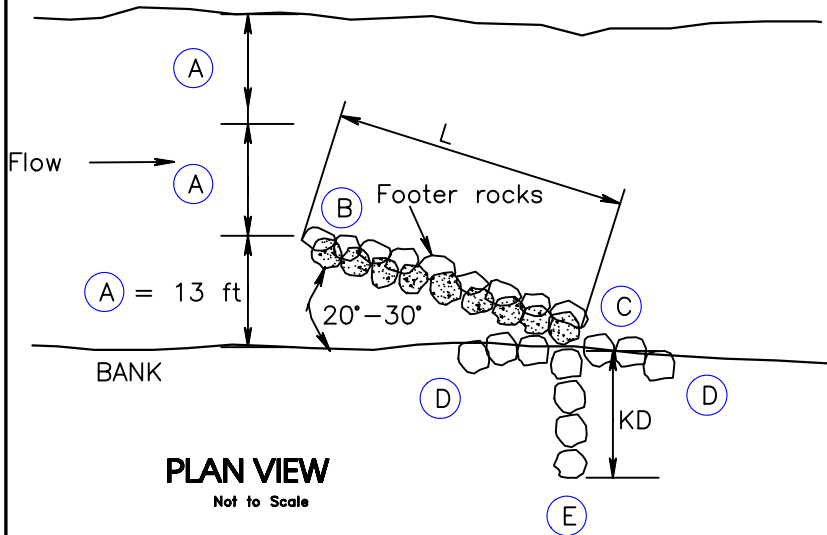 A
L
Flow
A
Footer rocks
B
A = 13 ft
20°-30°
C
BANK
D
D
KD
PLAN VIEW
Not to Scale
E